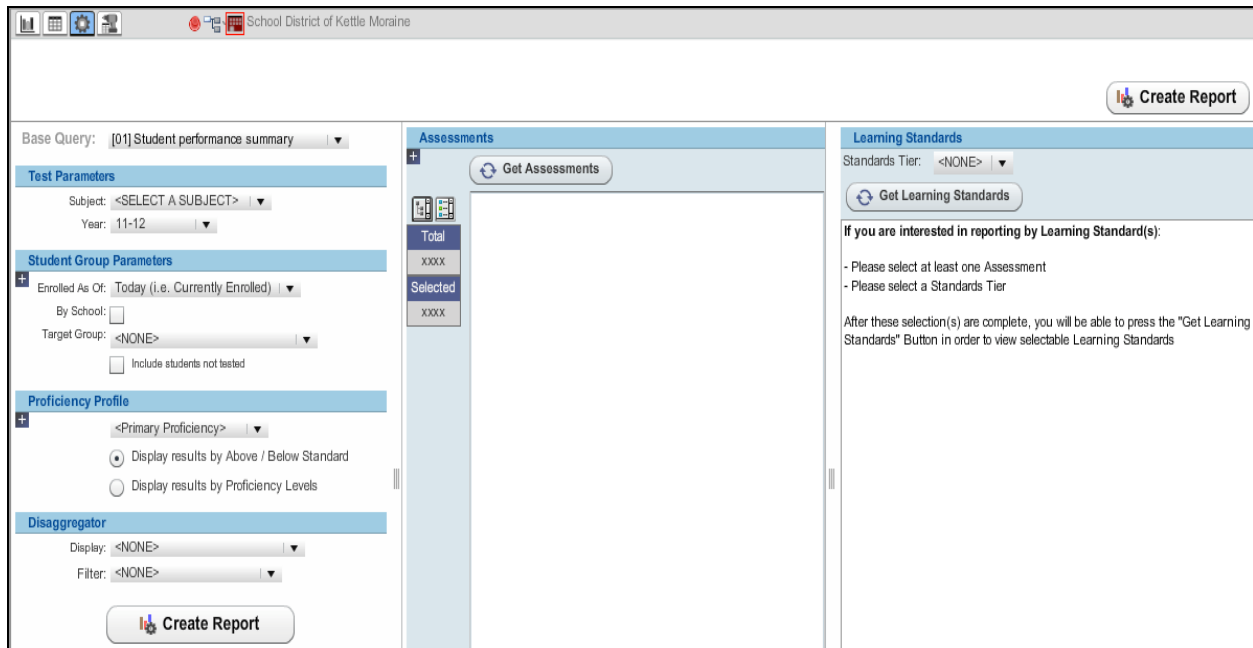 School District of Kettle Moraine
Create Report
Base Query: [01] Student performance summary
Test Parameters
Subject: <SELECT A SUBJECT>
Year: 11-12
Student Group Parameters
Enrolled As Of: Today (i.e. Currently Enrolled)
By School:
Target Group: <NONE>
Include students not tested
Proficiency Profile
<Primary Proficiency>
Display results by Above / Below Standard
Display results by Proficiency Levels
Disaggregator
Display: <NONE>
Filter: <NONE>
Create Report
Assessments
Get Assessments
Total
xxxx
Selected
xxxx
Learning Standards
Standards Tier: <NONE>
Get Learning Standards
If you are interested in reporting by Learning Standard(s):
- Please select at least one Assessment
- Please select a Standards Tier
After these selection(s) are complete, you will be able to press the "Get Learning
Standards" Button in order to view selectable Learning Standards